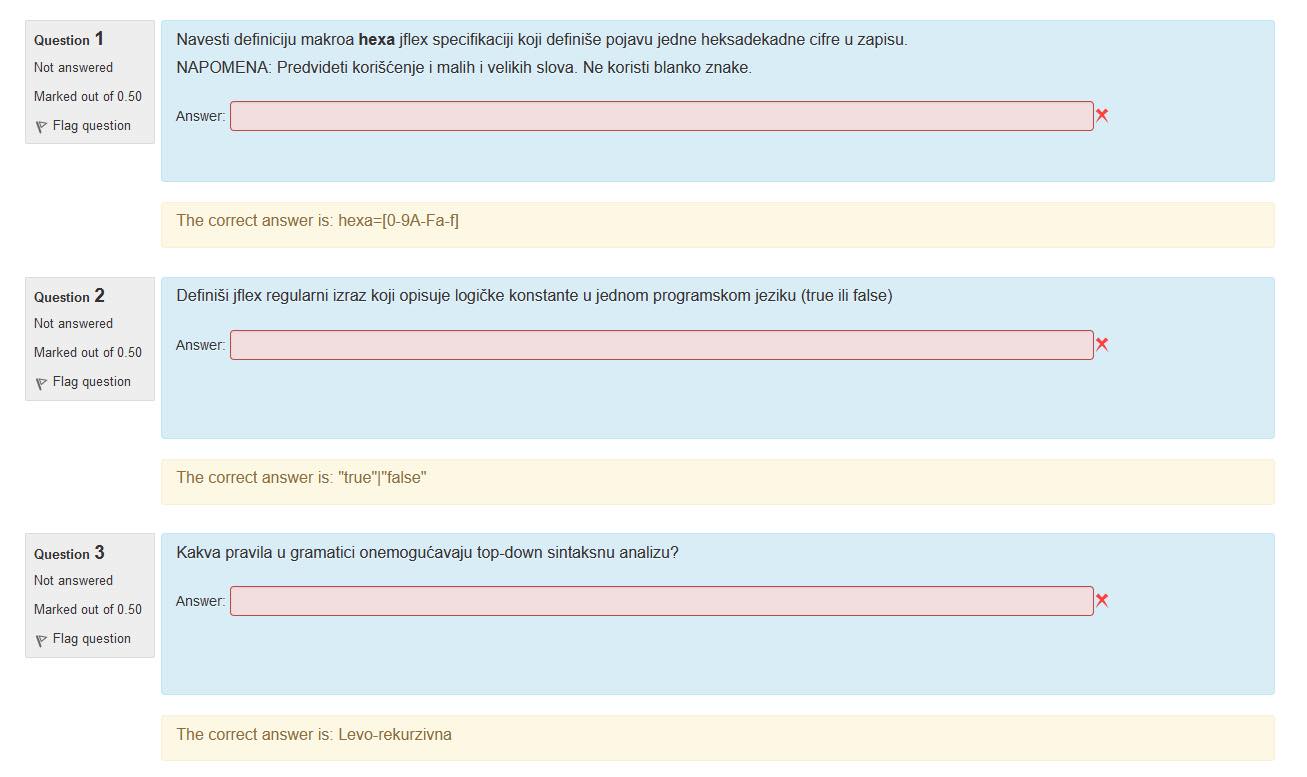 Question 1
Not answered
Marked out of 0.50
Flag question
Navesti definiciju makroa hexa jflex specifikaciji koji definiše pojavu jedne heksadekadne cifre u zapisu.
NAPOMENA: Predvideti korišćenje i malih i velikih slova. Ne koristi blanko znake.
Answer:
The correct answer is: hexa=[0-9A-Fa-f]
Question 2
Not answered
Marked out of 0.50
Flag question
Definiši jflex regularni izraz koji opisuje logičke konstante u jednom programskom jeziku (true ili false)
Answer:
The correct answer is: "true"|"false"
Question 3
Not answered
Marked out of 0.50
Flag question
Kakva pravila u gramatici onemogućavaju top-down sintaksnu analizu?
Answer:
The correct answer is: Levo-rekurzivna